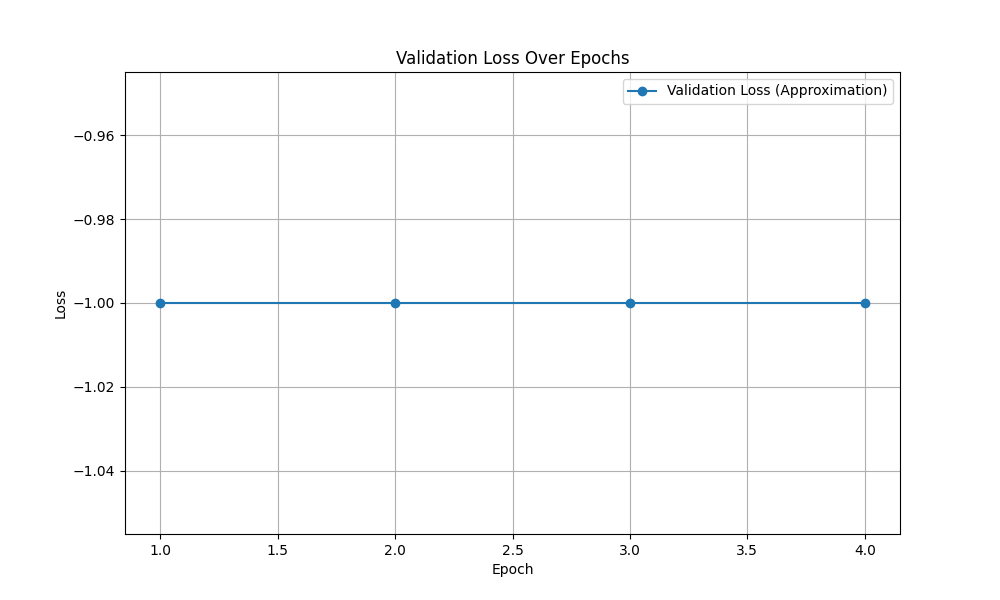 Validation Loss Over Epochs
Validation Loss (Approximation)
−0.96
−0.98
−1.00
−1.02
−1.04
Loss
1.0 1.5 2.0 2.5 3.0 3.5 4.0
Epoch